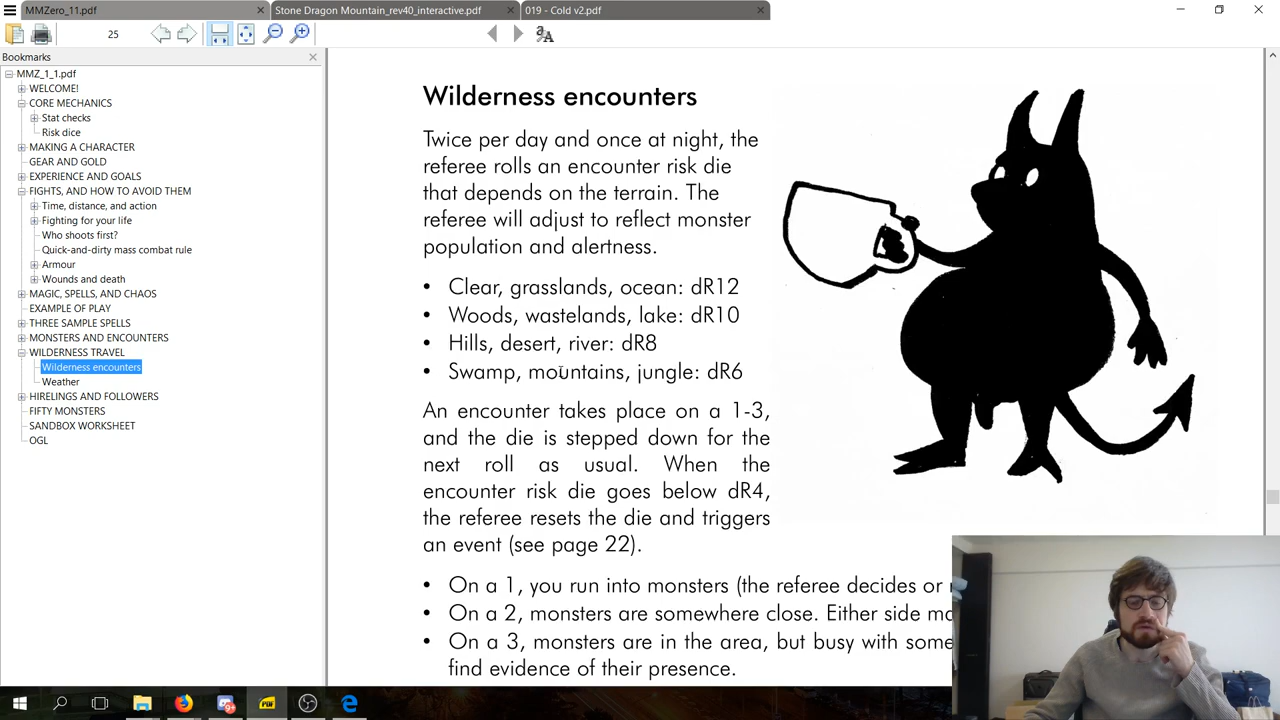 MMZero_11.pdf
Stone Dragon Mountain_rev40_interactive.pdf
019 - Cold v2.pdf
25
Bookmarks
MMZ_1_1.pdf
WELCOME!
CORE MECHANICS
Stat checks
Risk dice
MAKING A CHARACTER
GEAR AND GOLD
EXPERIENCE AND GOALS
FIGHTS, AND HOW TO AVOID THEM
Time, distance, and action
Fighting for your life
Who shoots first?
Quick-and-dirty mass combat rule
Armour
Wounds and death
MAGIC, SPELLS, AND CHAOS
EXAMPLE OF PLAY
THREE SAMPLE SPELLS
MONSTERS AND ENCOUNTERS
WILDERNESS TRAVEL
Wilderness encounters
Weather
HIRELINGS AND FOLLOWERS
FIFTY MONSTERS
SANDBOX WORKSHEET
OGL
Wilderness encounters
Twice per day and once at night, the
referee rolls an encounter risk die
that depends on the terrain. The
referee will adjust to reflect monster
population and alertness.
• Clear, grasslands, ocean: dR12
• Woods, wastelands, lake: dR10
• Hills, desert, river: dR8
• Swamp, mountains, jungle: dR6
An encounter takes place on a 1-3,
and the die is stepped down for the
next roll as usual. When the
encounter risk die goes below dR4,
the referee resets the die and triggers
an event (see page 22).
• On a 1, you run into monsters (the referee decides or
• On a 2, monsters are somewhere close. Either side
• On a 3, monsters are in the area, but busy with
find evidence of their presence.
PDF